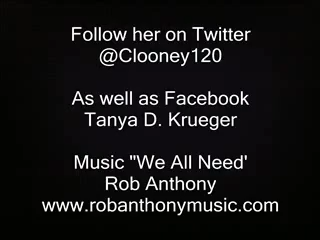 Follow her on Twitter
@Clooney120
As well as Facebook
Tanya D. Krueger
Music "We All Need'
Rob Anthony
www.robanthonymusic.com